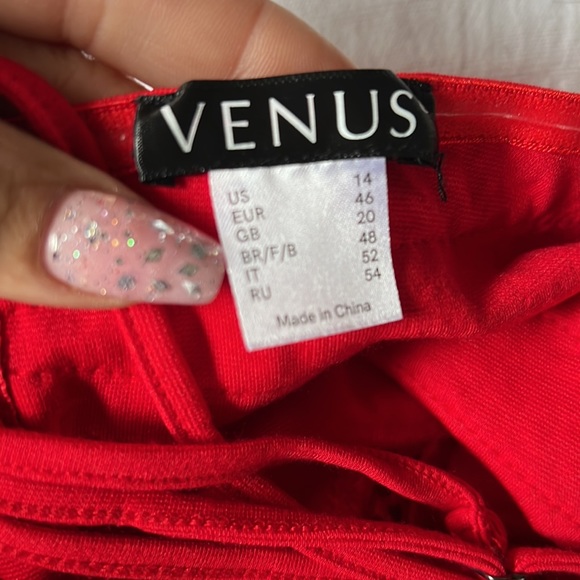 VENUS
US 14
EUR 46
GB 20
BR/F/B 48
IT 52
RU 54
Made in China